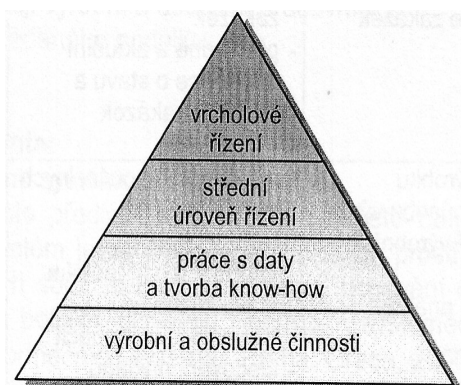 vrcholové
řízení
střední
úroveň řízení
práce s daty
a tvorba know-how
výrobní a obslužné činnosti